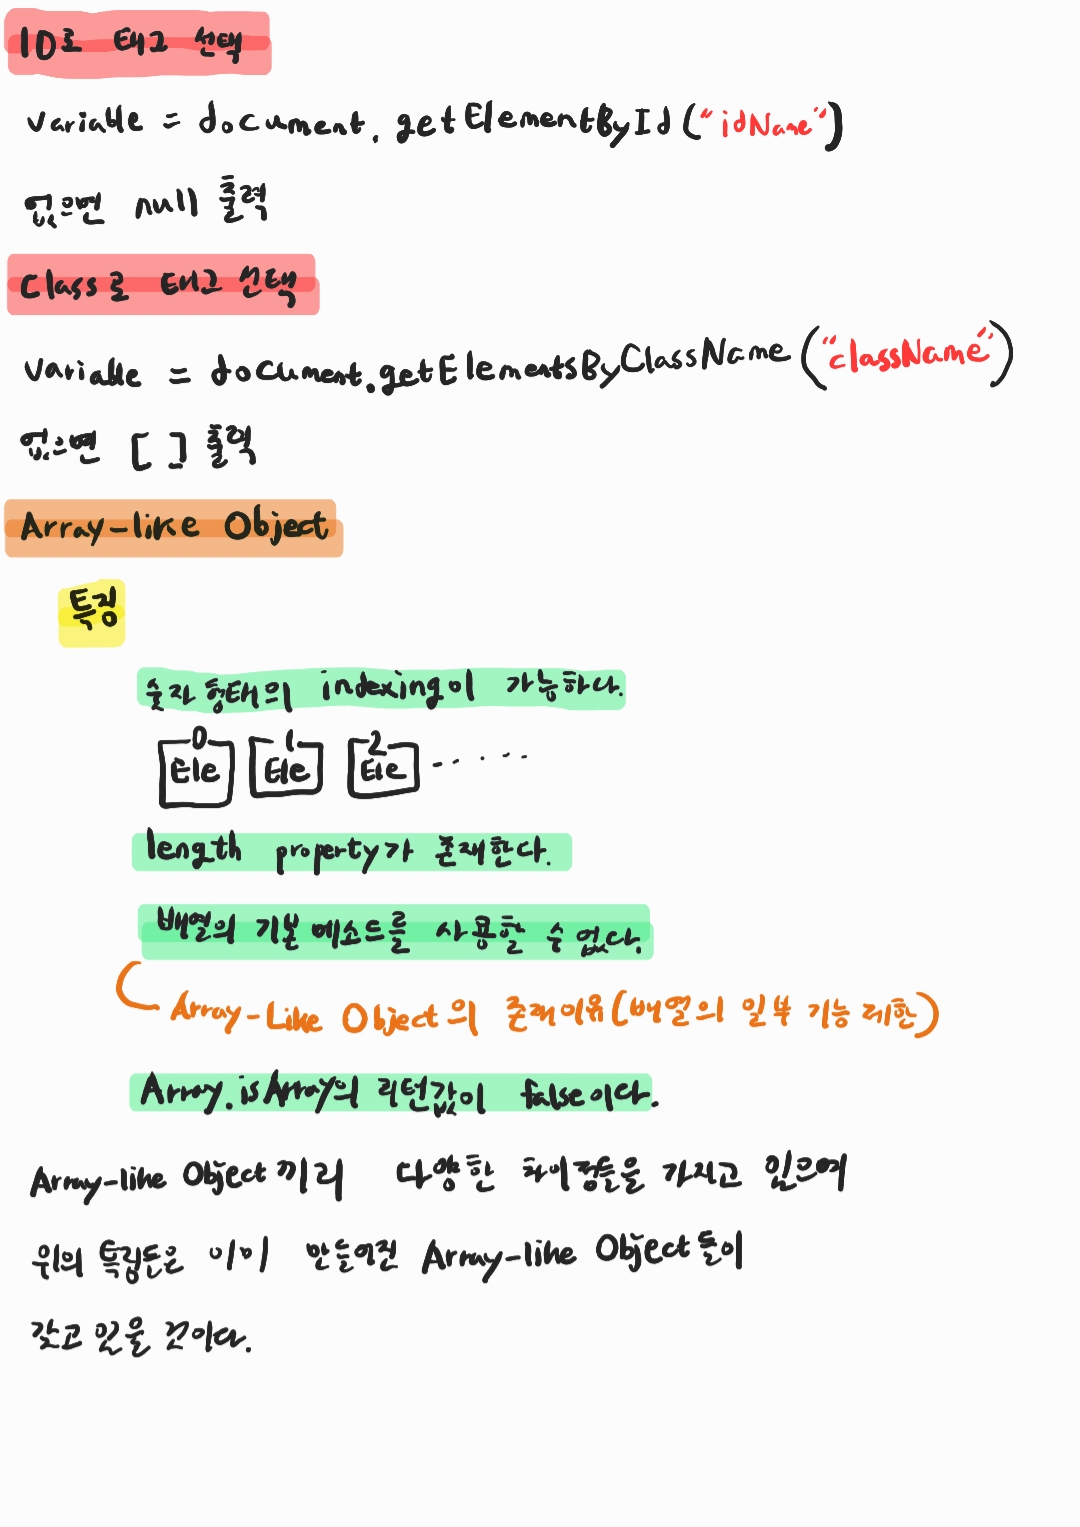 ID로 태그 선택
variable = document.getElementById("idName")
없으면 null 출력
Class로 태그 선택
variable = document.getElementsByClassName("className")
없으면 [ ] 출력
Array-like Object
특징
숫자 형태의 indexing이 가능하다.
0 1 2
Ele Ele Ele ......
length property가 존재한다.
배열의 기본 메소드를 사용할 수 없다.
Array-Like Object의 존재이유(배열의 일부 기능 제한)
Array.isArray의 리턴값이 false이다.
Array-like Object끼리 다양한 차이점들을 가지고 있으며
위의 특징들은 이미 만들어진 Array-like Object들이
갖고 있을 것이다.